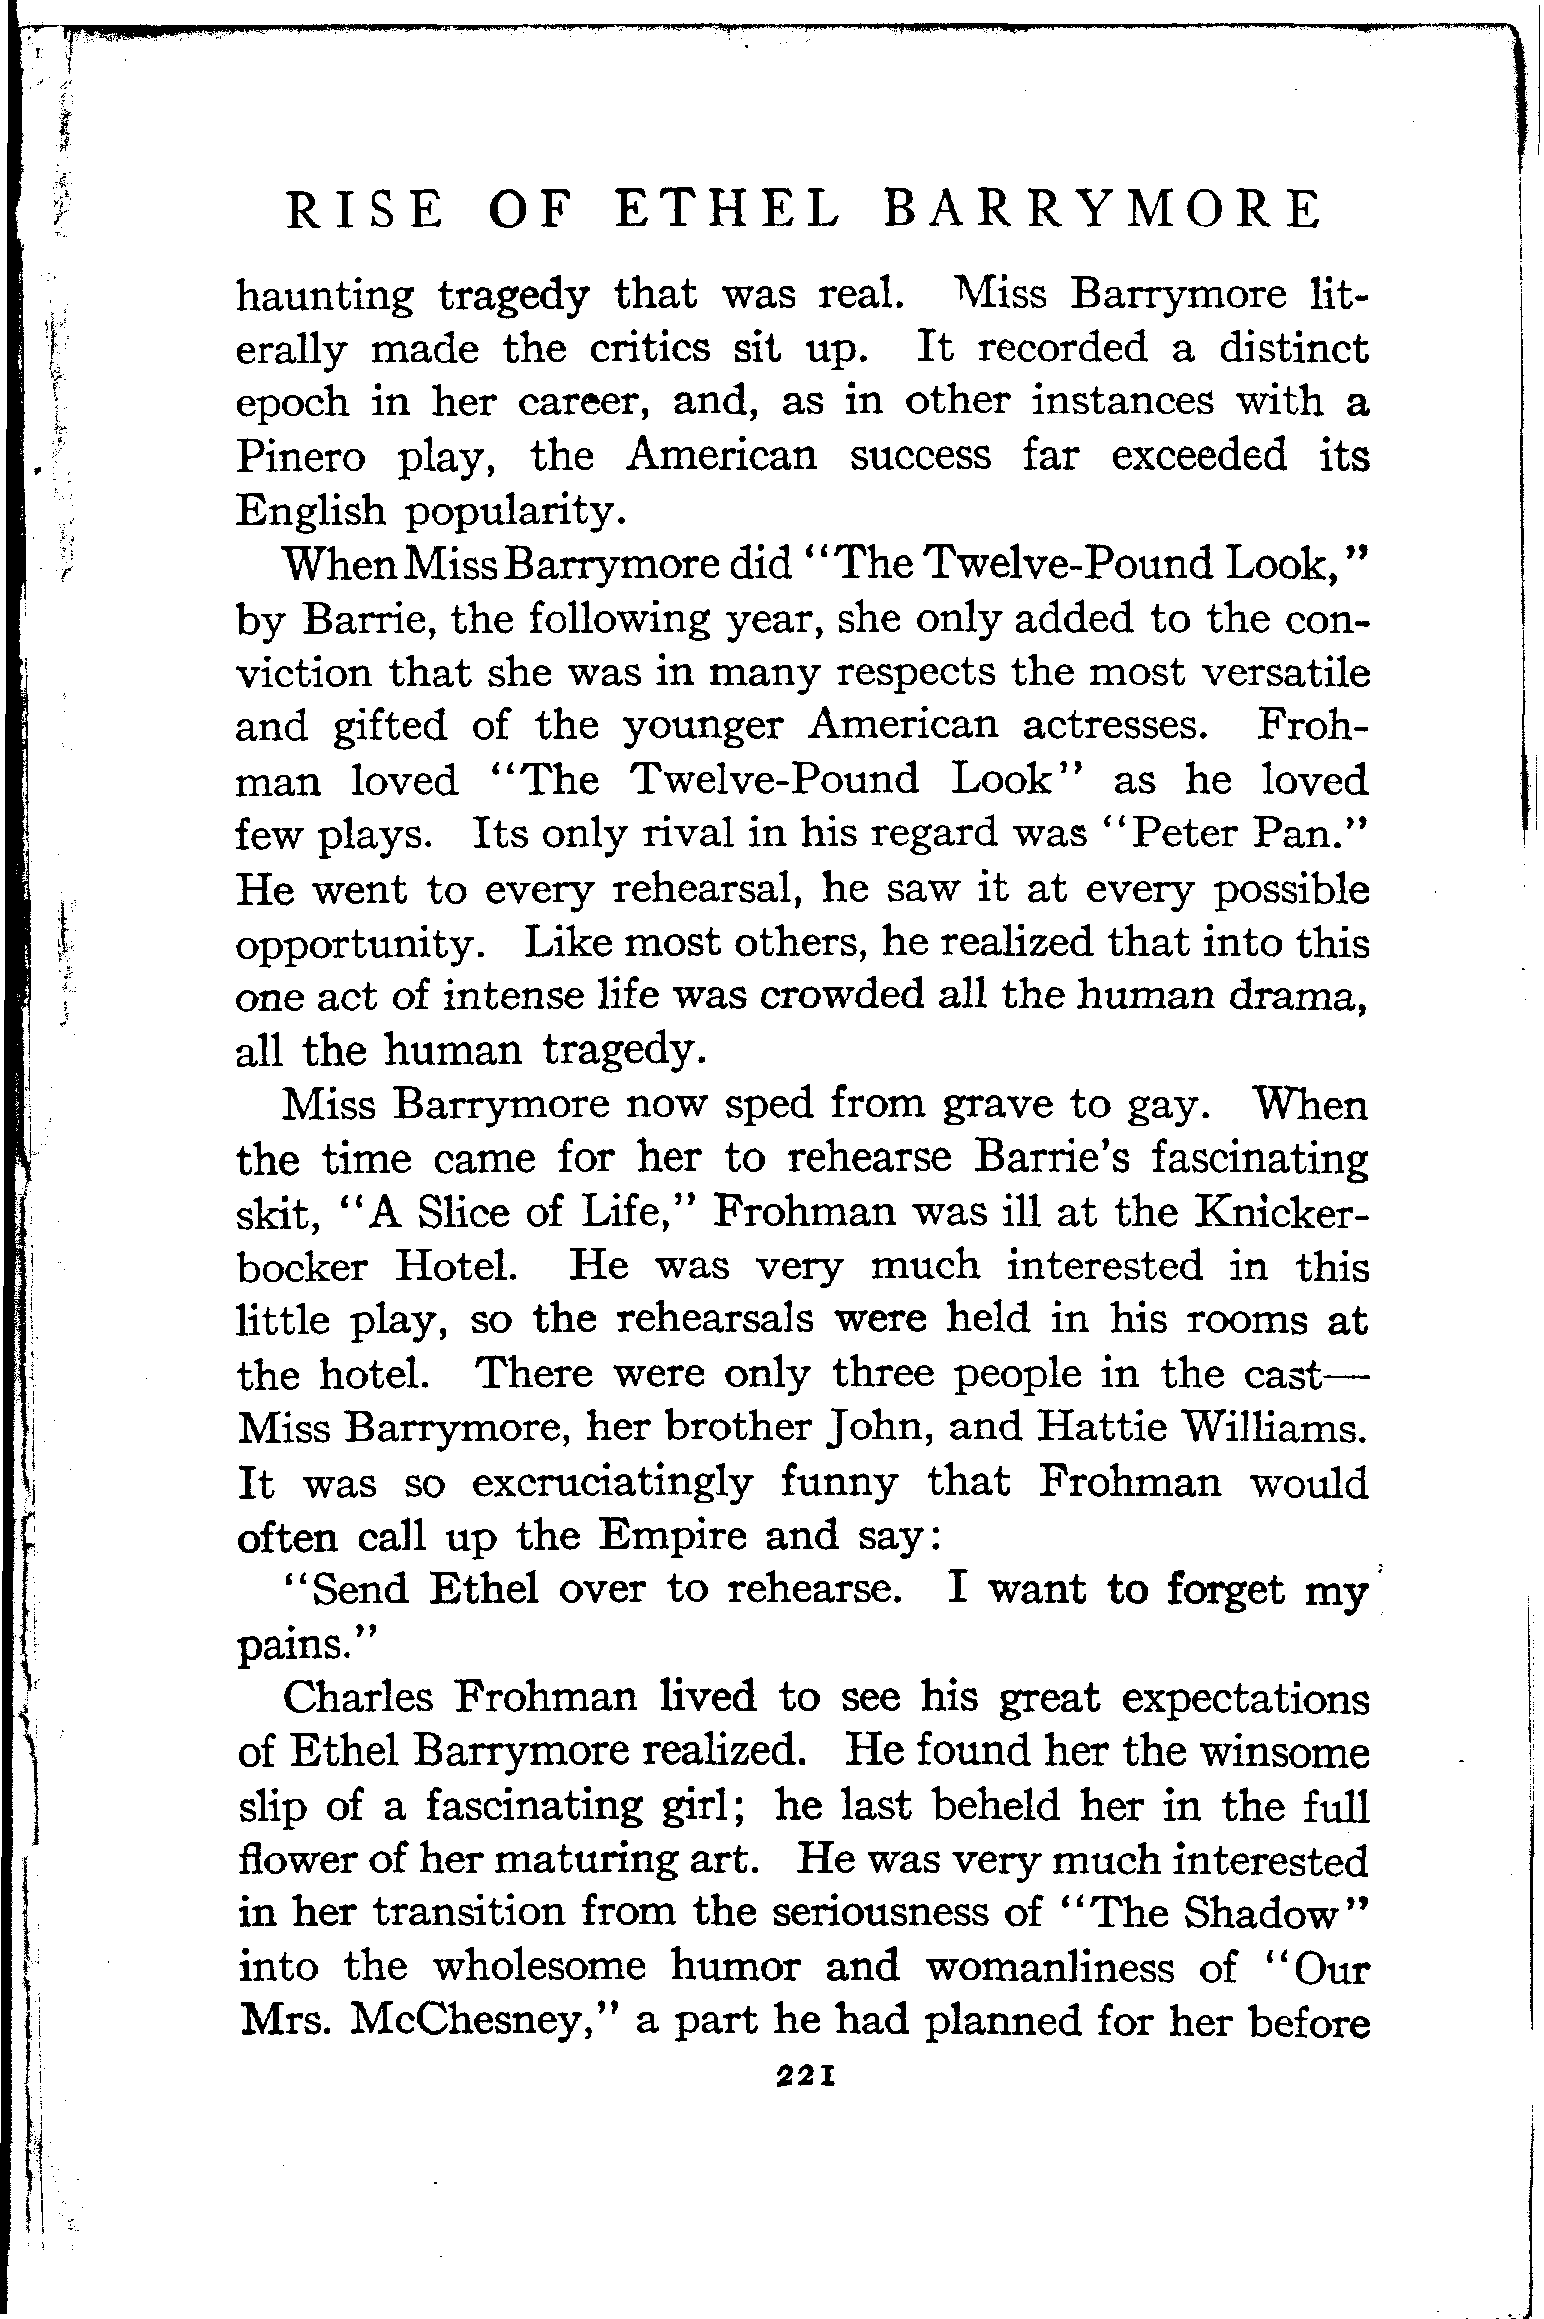 RISE OF ETHEL BARRYMORE
haunting tragedy that was real. Miss Barrymore lit-
erally made the critics sit up. It recorded a distinct
epoch in her career, and, as in other instances with a
Pinero play, the American success far exceeded its
English popularity.
When Miss Barrymore did "The Twelve-Pound Look,"
by Barrie, the following year, she only added to the con-
viction that she was in many respects the most versatile
and gifted of the younger American actresses. Froh-
man loved "The Twelve-Pound Look" as he loved
few plays. Its only rival in his regard was "Peter Pan."
He went to every rehearsal, he saw it at every possible
opportunity. Like most others, he realized that into this
one act of intense life was crowded all the human drama,
all the human tragedy.
Miss Barrymore now sped from grave to gay. When
the time came for her to rehearse Barrie's fascinating
skit, "A Slice of Life," Frohman was ill at the Knicker-
bocker Hotel. He was very much interested in this
little play, so the rehearsals were held in his rooms at
the hotel. There were only three people in the cast—
Miss Barrymore, her brother John, and Hattie Williams.
It was so excruciatingly funny that Frohman would
often call up the Empire and say:
"Send Ethel over to rehearse. I want to forget my
pains."
Charles Frohman lived to see his great expectations
of Ethel Barrymore realized. He found her the winsome
slip of a fascinating girl; he last beheld her in the full
flower of her maturing art. He was very much interested
in her transition from the seriousness of "The Shadow"
into the wholesome humor and womanliness of "Our
Mrs. McChesney," a part he had planned for her before
221